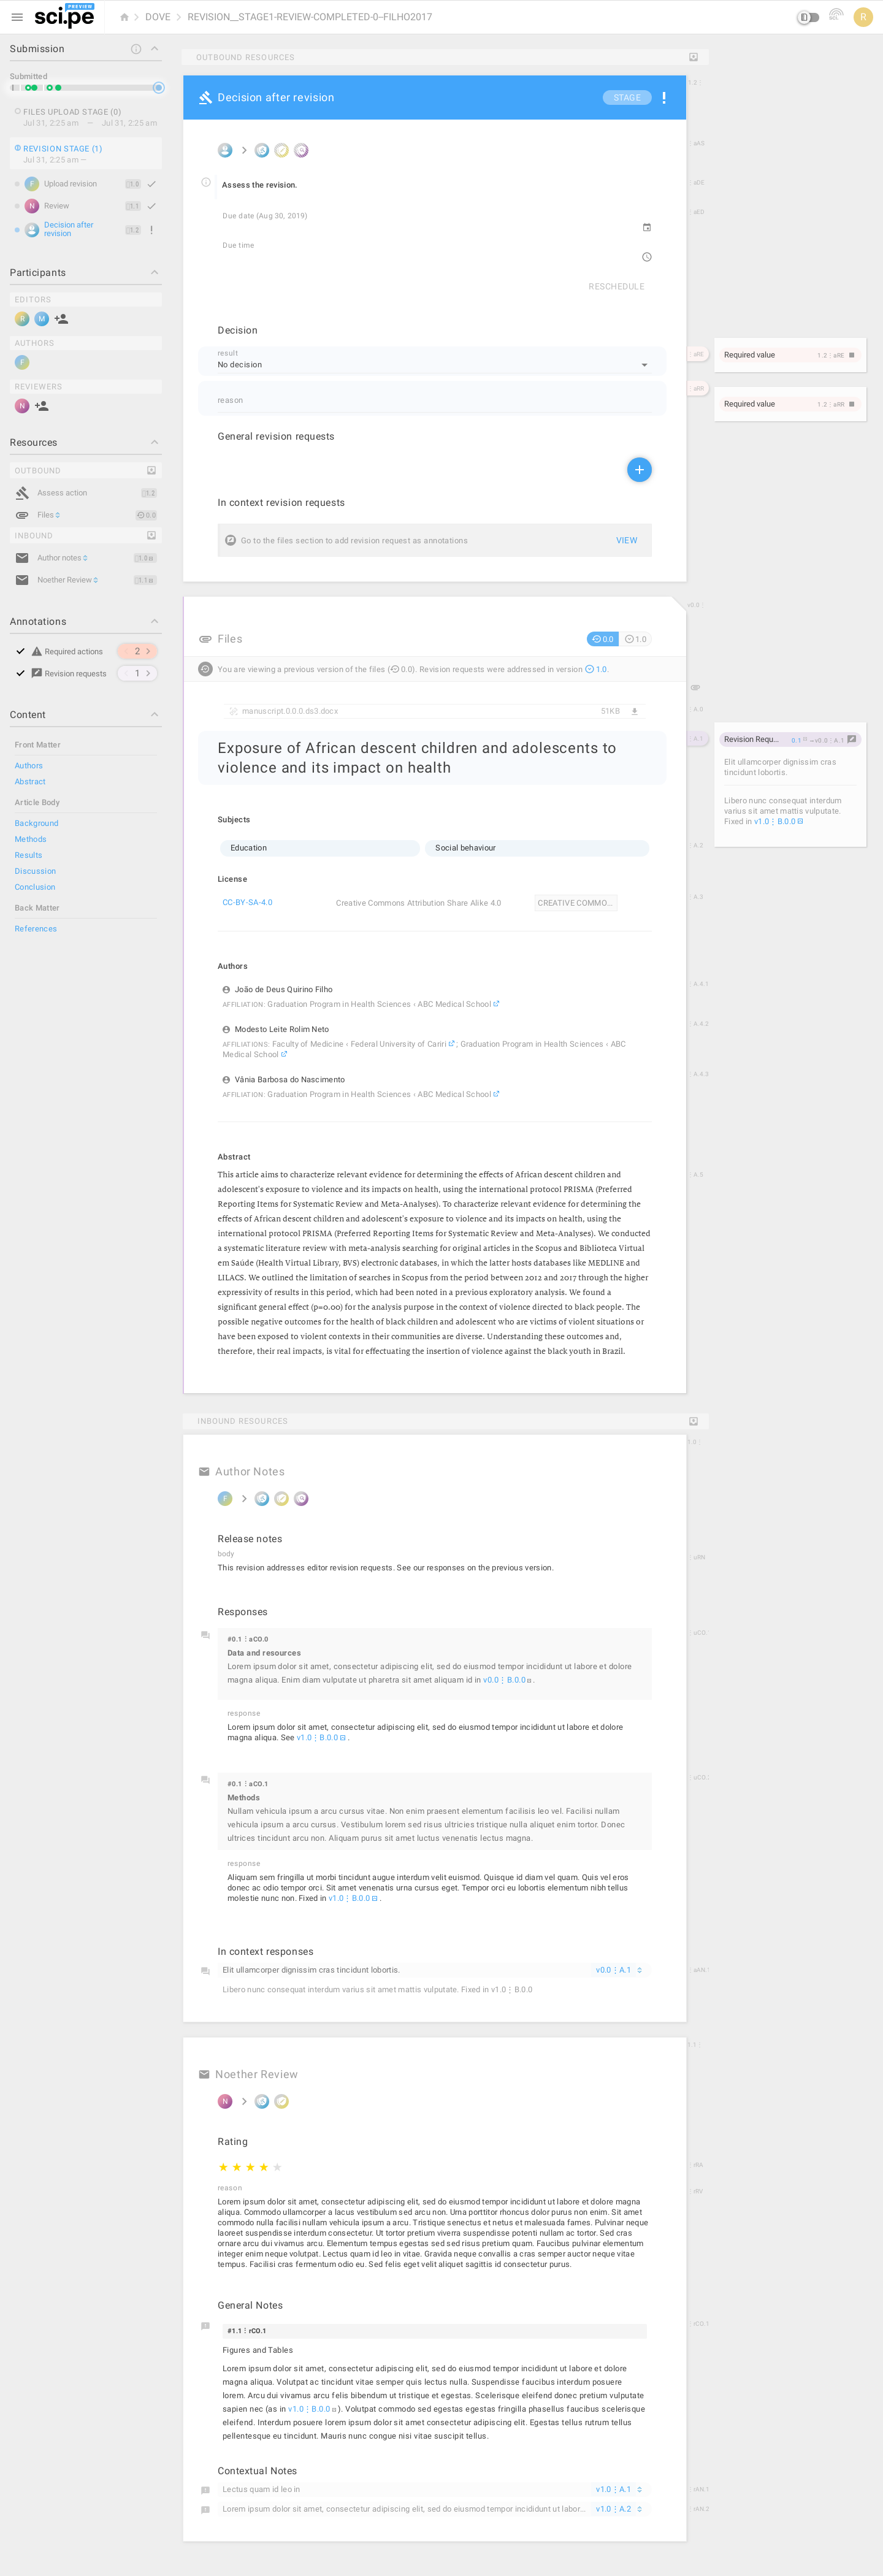 PREVIEW
sci.pe
DOVE
REVISION__STAGE1-REVIEW-COMPLETED-0--FILHO2017
R
Submission
Submitted
FILES UPLOAD STAGE (0)
Jul 31, 2:25 am — Jul 31, 2:25 am
REVISION STAGE (1)
Jul 31, 2:25 am —
F Upload revision 1.0
N Review 1.1
Decision after
revision
1.2
Participants
EDITORS
R M
AUTHORS
F
REVIEWERS
N
Resources
OUTBOUND
Assess action 1.2
Files 0.0
INBOUND
Author notes 1.0
Noether Review 1.1
Annotations
Required actions 2
Revision requests 1
Content
Front Matter
Authors
Abstract
Article Body
Background
Methods
Results
Discussion
Conclusion
Back Matter
References
OUTBOUND RESOURCES
Decision after revision STAGE
Assess the revision.
Due date (Aug 30, 2019)
Due time
RESCHEDULE
Decision
result
No decision
reason
General revision requests
In context revision requests
Go to the files section to add revision request as annotations VIEW
aRE
Required value 1.2⋮aRE
aRR
Required value 1.2⋮aRR
Files 0.0 1.0
You are viewing a previous version of the files (0.0). Revision requests were addressed in version 1.0.
manuscript.0.0.0.ds3.docx 51KB
Exposure of African descent children and adolescents to
violence and its impact on health
Revision Requ... 0.1→v0.0⋮A.1
Elit ullamcorper dignissim cras
tincidunt lobortis.
Libero nunc consequat interdum
varius sit amet mattis vulputate.
Fixed in v1.0⋮B.0.0
Subjects
Education Social behaviour
License
CC-BY-SA-4.0 Creative Commons Attribution Share Alike 4.0 CREATIVE COMMO...
Authors
João de Deus Quirino Filho
AFFILIATION: Graduation Program in Health Sciences › ABC Medical School
Modesto Leite Rolim Neto
AFFILIATIONS: Faculty of Medicine › Federal University of Cariri ; Graduation Program in Health Sciences › ABC
Medical School
Vânia Barbosa do Nascimento
AFFILIATION: Graduation Program in Health Sciences › ABC Medical School
Abstract
This article aims to characterize relevant evidence for determining the effects of African descent children and
adolescent's exposure to violence and its impacts on health, using the international protocol PRISMA (Preferred
Reporting Items for Systematic Review and Meta-Analyses). To characterize relevant evidence for determining the
effects of African descent children and adolescent's exposure to violence and its impacts on health, using the
international protocol PRISMA (Preferred Reporting Items for Systematic Review and Meta-Analyses). We conducted
a systematic literature review with meta-analysis searching for original articles in the Scopus and Biblioteca Virtual
em Saúde (Health Virtual Library, BVS) electronic databases, in which the latter hosts databases like MEDLINE and
LILACS. We outlined the limitation of searches in Scopus from the period between 2012 and 2017 through the higher
expressivity of results in this period, which had been noted in a previous exploratory analysis. We found a
significant general effect (p=0.00) for the analysis purpose in the context of violence directed to black people. The
possible negative outcomes for the health of black children and adolescent who are victims of violent situations or
have been exposed to violent contexts in their communities are diverse. Understanding these outcomes and,
therefore, their real impacts, is vital for effectuating the insertion of violence against the black youth in Brazil.
INBOUND RESOURCES
Author Notes
F
Release notes
body
This revision addresses editor revision requests. See our responses on the previous version.
Responses
#0.1⋮aCO.0
Data and resources
Lorem ipsum dolor sit amet, consectetur adipiscing elit, sed do eiusmod tempor incididunt ut labore et dolore
magna aliqua. Enim diam vulputate ut pharetra sit amet aliquam id in v0.0⋮B.0.0.
response
Lorem ipsum dolor sit amet, consectetur adipiscing elit, sed do eiusmod tempor incididunt ut labore et dolore
magna aliqua. See v1.0⋮B.0.0 .
#0.1⋮aCO.1
Methods
Nullam vehicula ipsum a arcu cursus vitae. Non enim praesent elementum facilisis leo vel. Facilisi nullam
vehicula ipsum a arcu cursus. Vestibulum lorem sed risus ultricies tristique nulla aliquet enim tortor. Donec
ultrices tincidunt arcu non. Aliquam purus sit amet luctus venenatis lectus magna.
response
Aliquam sem fringilla ut morbi tincidunt augue interdum velit euismod. Quisque id diam vel quam. Quis vel eros
donec ac odio tempor orci. Sit amet venenatis urna cursus eget. Tempor orci eu lobortis elementum nibh tellus
molestie nunc non. Fixed in v1.0⋮B.0.0 .
In context responses
Elit ullamcorper dignissim cras tincidunt lobortis. v0.0⋮A.1
Libero nunc consequat interdum varius sit amet mattis vulputate. Fixed in v1.0⋮B.0.0
Noether Review
N
Rating
reason
Lorem ipsum dolor sit amet, consectetur adipiscing elit, sed do eiusmod tempor incididunt ut labore et dolore magna
aliqua. Commodo ullamcorper a lacus vestibulum sed arcu non. Urna porttitor rhoncus dolor purus non enim. Sit amet
commodo nulla facilisi nullam vehicula ipsum a arcu. Tristique senectus et netus et malesuada fames. Pulvinar neque
laoreet suspendisse interdum consectetur. Ut tortor pretium viverra suspendisse potenti nullam ac tortor. Sed cras
ornare arcu dui vivamus arcu. Elementum tempus egestas sed sed risus pretium quam. Faucibus pulvinar elementum
integer enim neque volutpat. Lectus quam id leo in vitae. Gravida neque convallis a cras semper auctor neque vitae
tempus. Facilisi cras fermentum odio eu. Sed felis eget velit aliquet sagittis id consectetur purus.
General Notes
#1.1⋮rCO.1
Figures and Tables
Lorem ipsum dolor sit amet, consectetur adipiscing elit, sed do eiusmod tempor incididunt ut labore et dolore
magna aliqua. Volutpat ac tincidunt vitae semper quis lectus nulla. Suspendisse faucibus interdum posuere
lorem. Arcu dui vivamus arcu felis bibendum ut tristique et egestas. Scelerisque eleifend donec pretium vulputate
sapien nec (as in v1.0⋮B.0.0). Volutpat commodo sed egestas egestas fringilla phasellus faucibus scelerisque
eleifend. Interdum posuere lorem ipsum dolor sit amet consectetur adipiscing elit. Egestas tellus rutrum tellus
pellentesque eu tincidunt. Mauris nunc congue nisi vitae suscipit tellus.
Contextual Notes
Lectus quam id leo in v1.0⋮A.1
Lorem ipsum dolor sit amet, consectetur adipiscing elit, sed do eiusmod tempor incididunt ut labor... v1.0⋮A.2